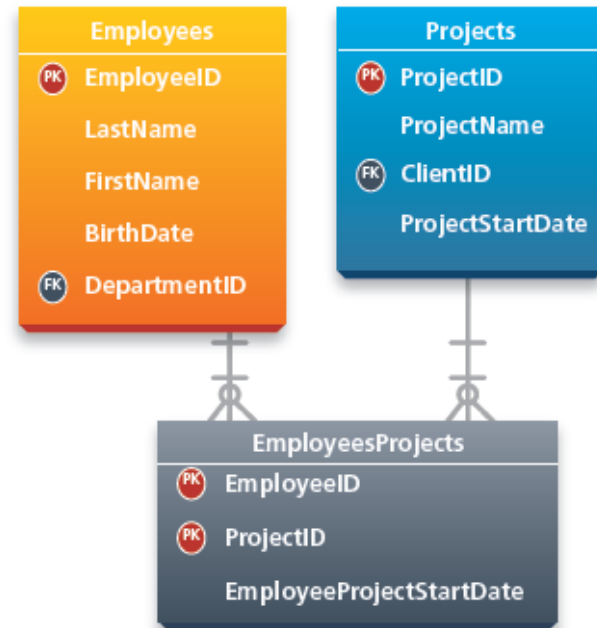 Employees
PK EmployeeID
LastName
FirstName
BirthDate
FK DepartmentID
Projects
PK ProjectID
ProjectName
FK ClientID
ProjectStartDate
EmployeesProjects
PK EmployeeID
PK ProjectID
EmployeeProjectStartDate